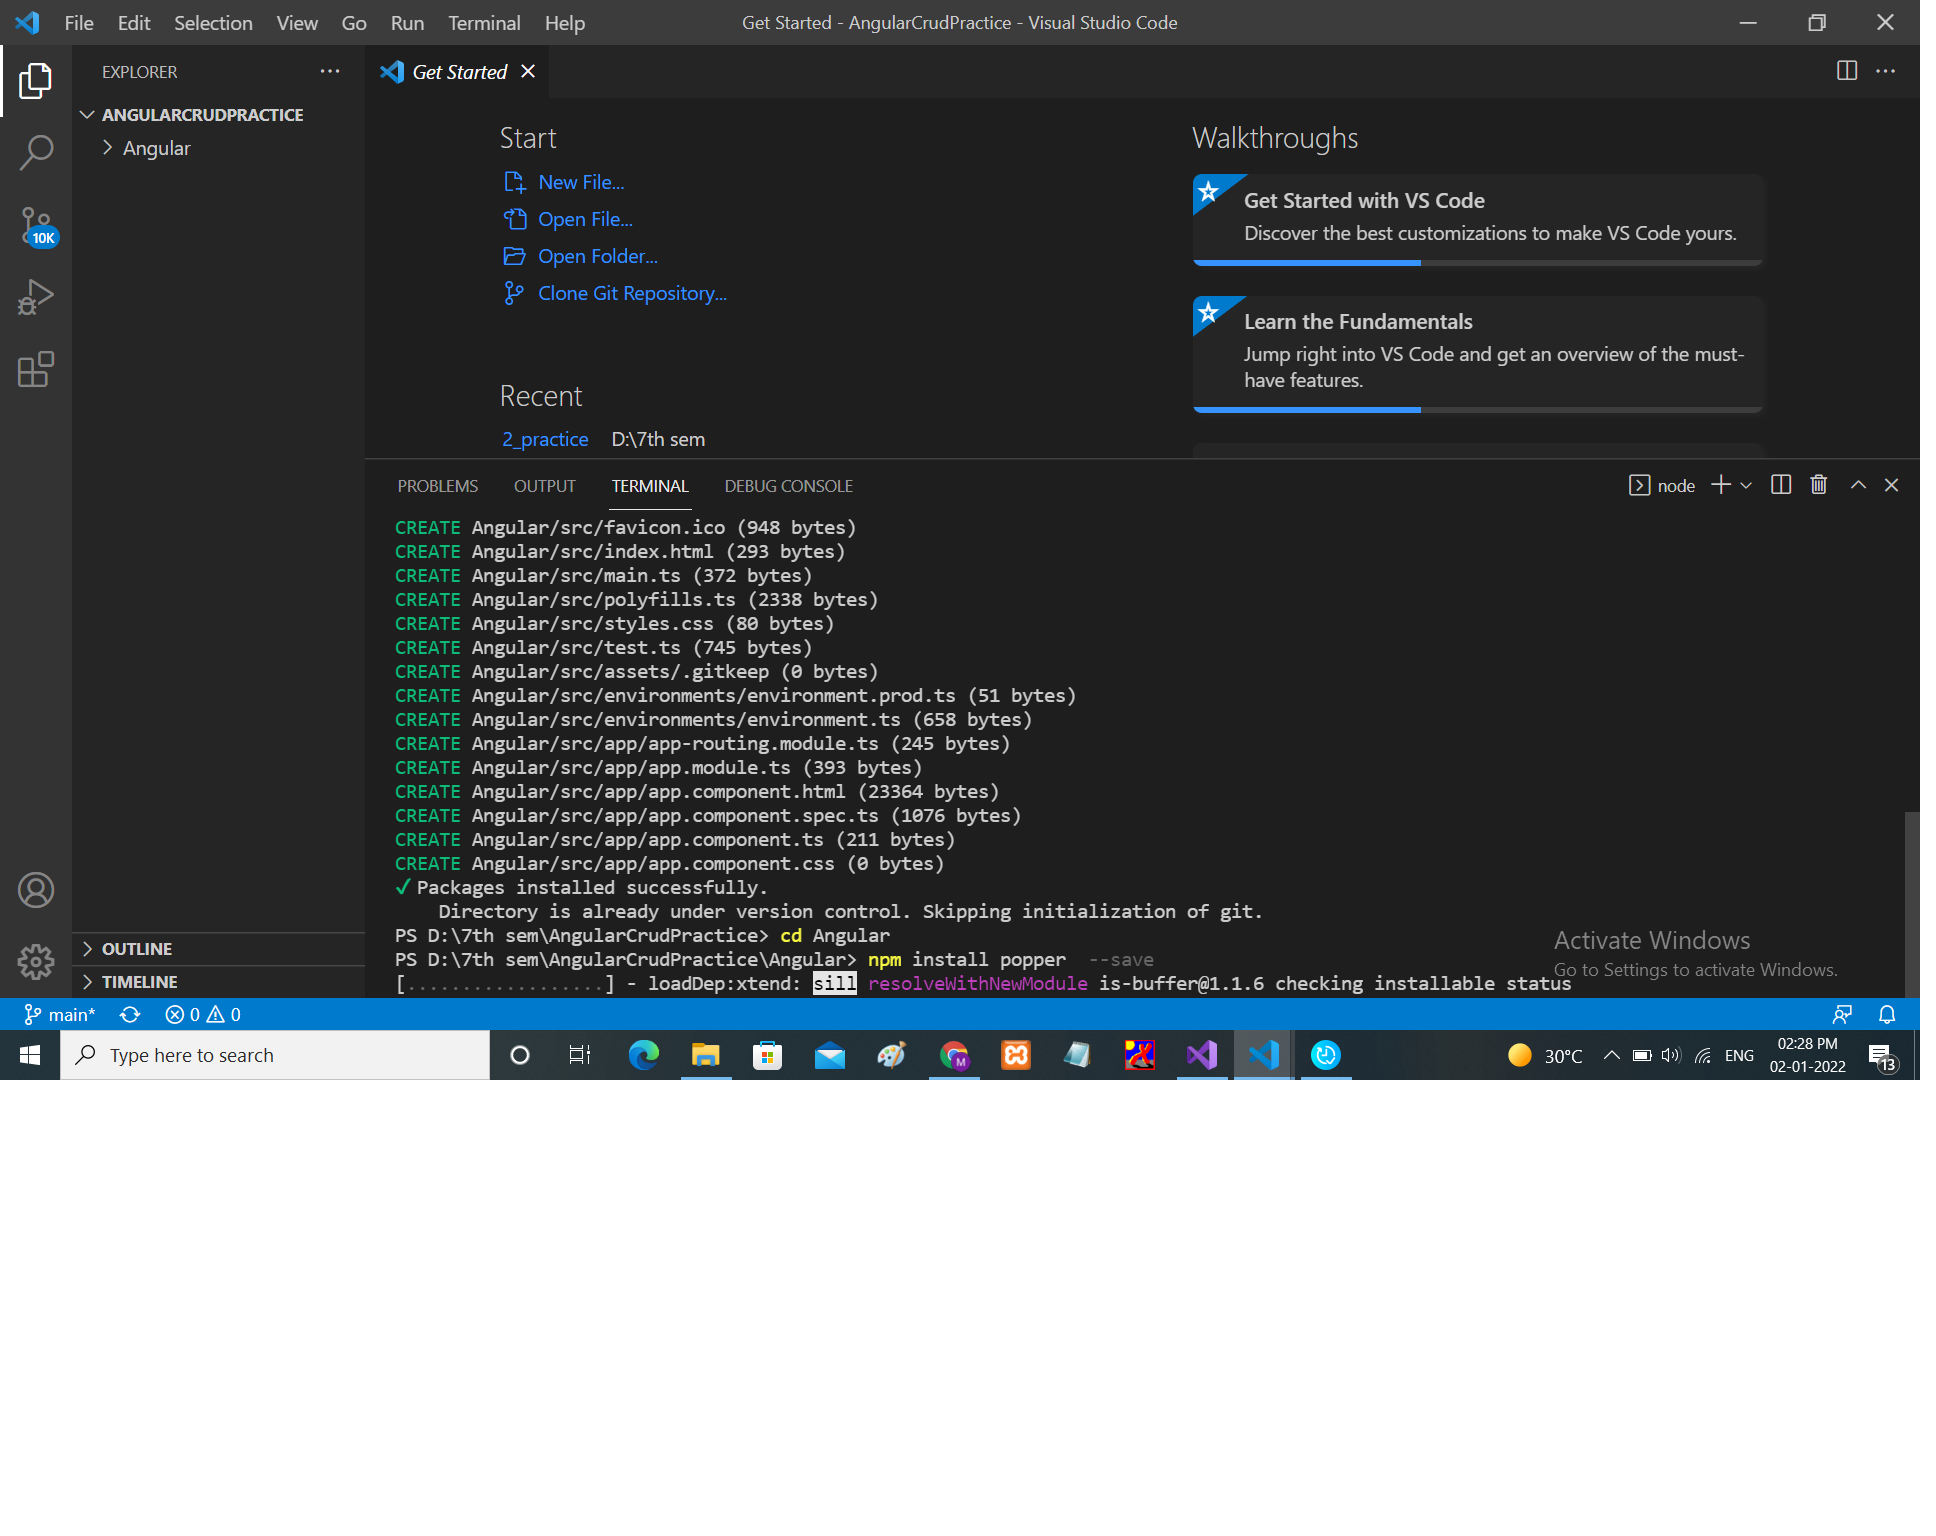 File Edit Selection View Go Run Terminal Help
Get Started - AngularCrudPractice - Visual Studio Code
EXPLORER
ANGULARCRUDPRACTICE
Angular
10K
OUTLINE
TIMELINE
Get Started
Start
New File...
Open File...
Open Folder...
Clone Git Repository...
Recent
2_practice D:\7th sem
Walkthroughs
Get Started with VS Code
Discover the best customizations to make VS Code yours.
Learn the Fundamentals
Jump right into VS Code and get an overview of the must-
have features.
PROBLEMS OUTPUT TERMINAL DEBUG CONSOLE
node
CREATE Angular/src/favicon.ico (948 bytes)
CREATE Angular/src/index.html (293 bytes)
CREATE Angular/src/main.ts (372 bytes)
CREATE Angular/src/polyfills.ts (2338 bytes)
CREATE Angular/src/styles.css (80 bytes)
CREATE Angular/src/test.ts (745 bytes)
CREATE Angular/src/assets/.gitkeep (0 bytes)
CREATE Angular/src/environments/environment.prod.ts (51 bytes)
CREATE Angular/src/environments/environment.ts (658 bytes)
CREATE Angular/src/app/app-routing.module.ts (245 bytes)
CREATE Angular/src/app/app.module.ts (393 bytes)
CREATE Angular/src/app/app.component.html (23364 bytes)
CREATE Angular/src/app/app.component.spec.ts (1076 bytes)
CREATE Angular/src/app/app.component.ts (211 bytes)
CREATE Angular/src/app/app.component.css (0 bytes)
✓ Packages installed successfully.
Directory is already under version control. Skipping initialization of git.
PS D:\7th sem\AngularCrudPractice> cd Angular
PS D:\7th sem\AngularCrudPractice\Angular> npm install popper --save
[..................] - loadDep:xtend: sill resolveWithNewModule is-buffer@1.1.6 checking installable status
Activate Windows
Go to Settings to activate Windows.
main* 0 0
Type here to search
M
30°C
ENG
02:28 PM
02-01-2022
13